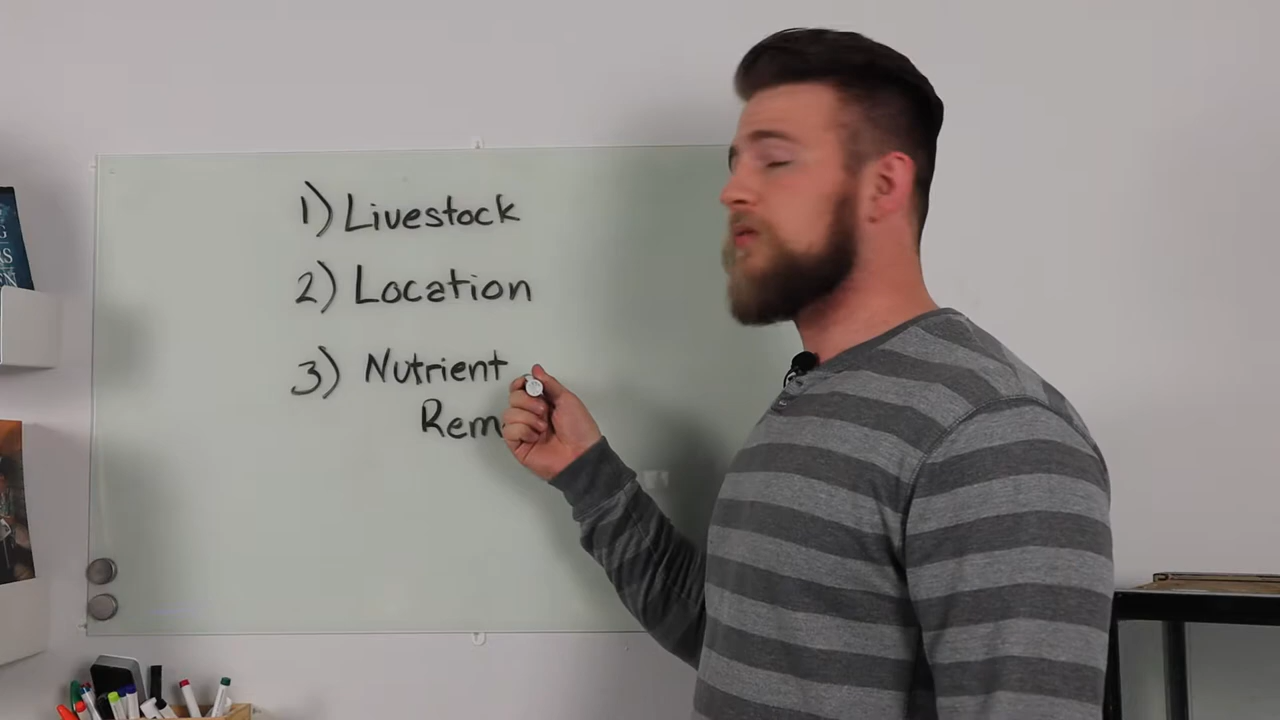 1) Livestock
2) Location
3) Nutrient
Rem